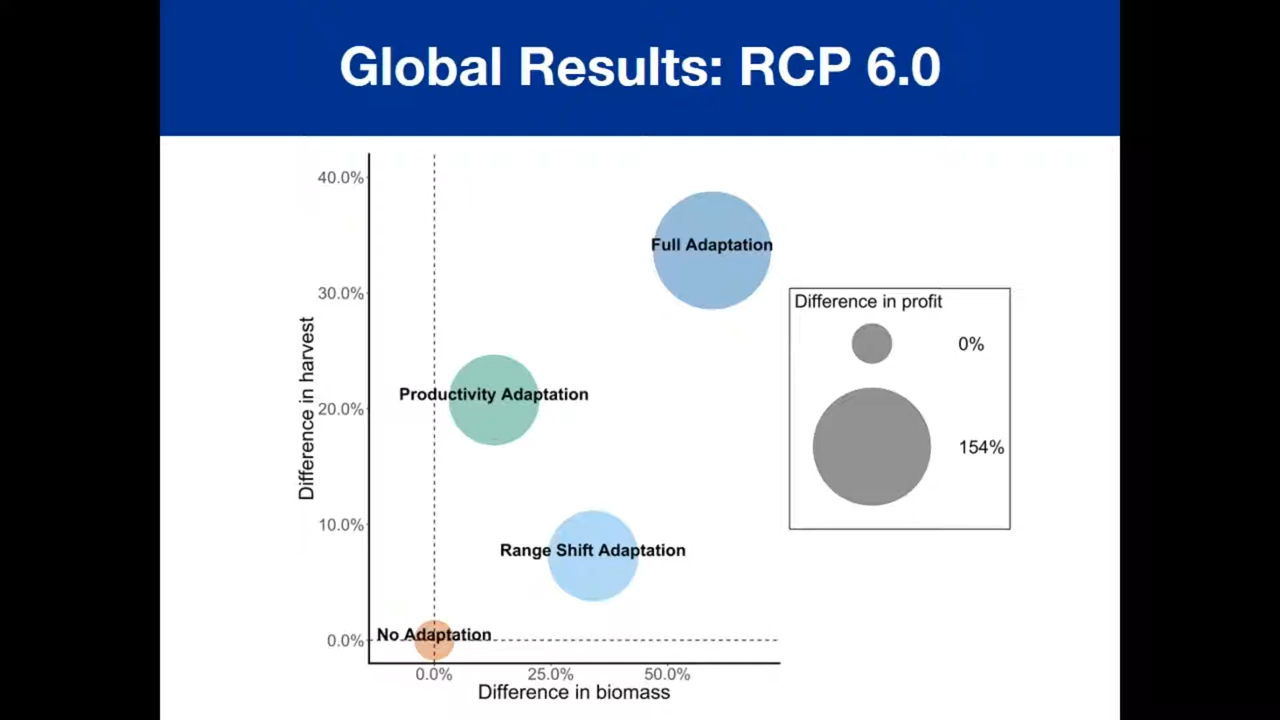 Global Results: RCP 6.0
40.0%
30.0%
20.0%
10.0%
0.0%
Difference in harvest
Full Adaptation
Productivity Adaptation
Range Shift Adaptation
No Adaptation
0.0%
25.0%
50.0%
Difference in biomass
Difference in profit
0%
154%